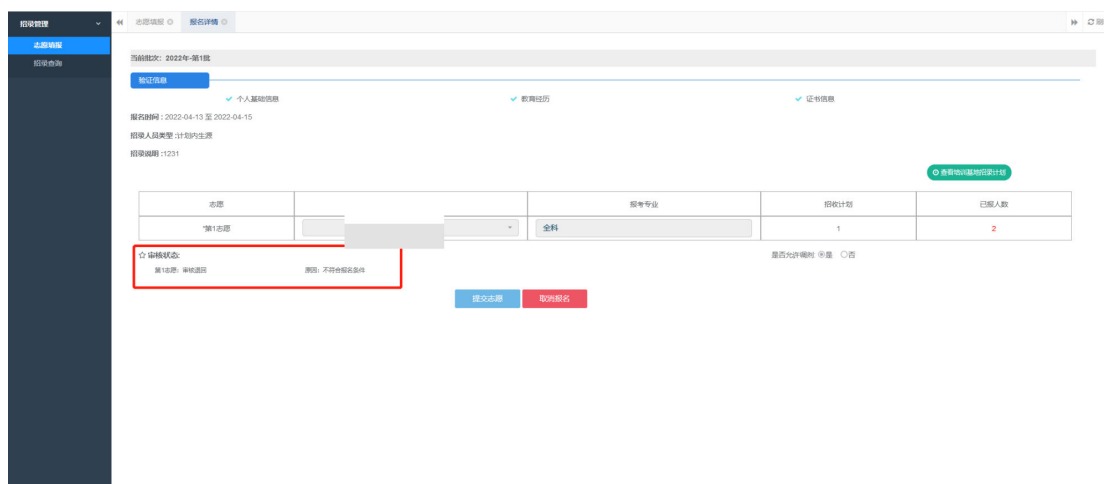 招录管理
志愿填报 报名详情
志愿填报
招录查询
当前批次：2022年-第1批
验证信息
个人基础信息 教育经历 证书信息
报名时间 : 2022-04-13 至 2022-04-15
招录人员类型 :计划内生源
招录说明 :1231
查看培训基地招录计划
志愿 报考专业 招收计划 已报人数
*第1志愿 全科 1 2
☆ 审核状态: 是否允许调剂: 是 否
第1志愿：审核退回 原因：不符合报名条件
提交志愿 取消报名